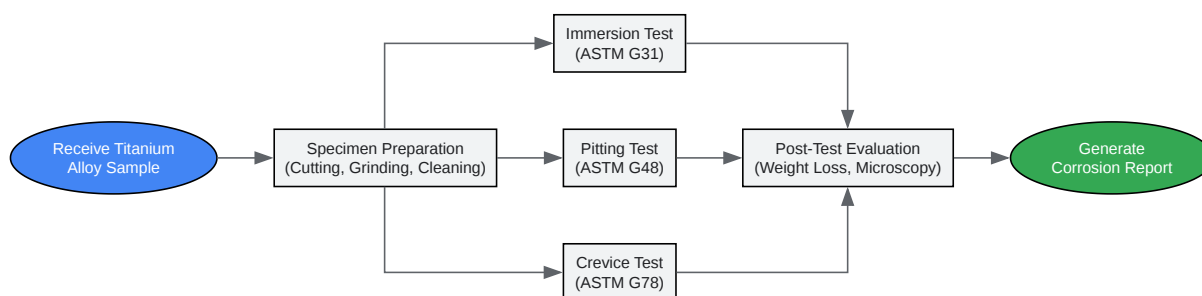 Receive Titanium
Alloy Sample
Specimen Preparation
(Cutting, Grinding, Cleaning)
Immersion Test
(ASTM G31)
Pitting Test
(ASTM G48)
Crevice Test
(ASTM G78)
Post-Test Evaluation
(Weight Loss, Microscopy)
Generate
Corrosion Report